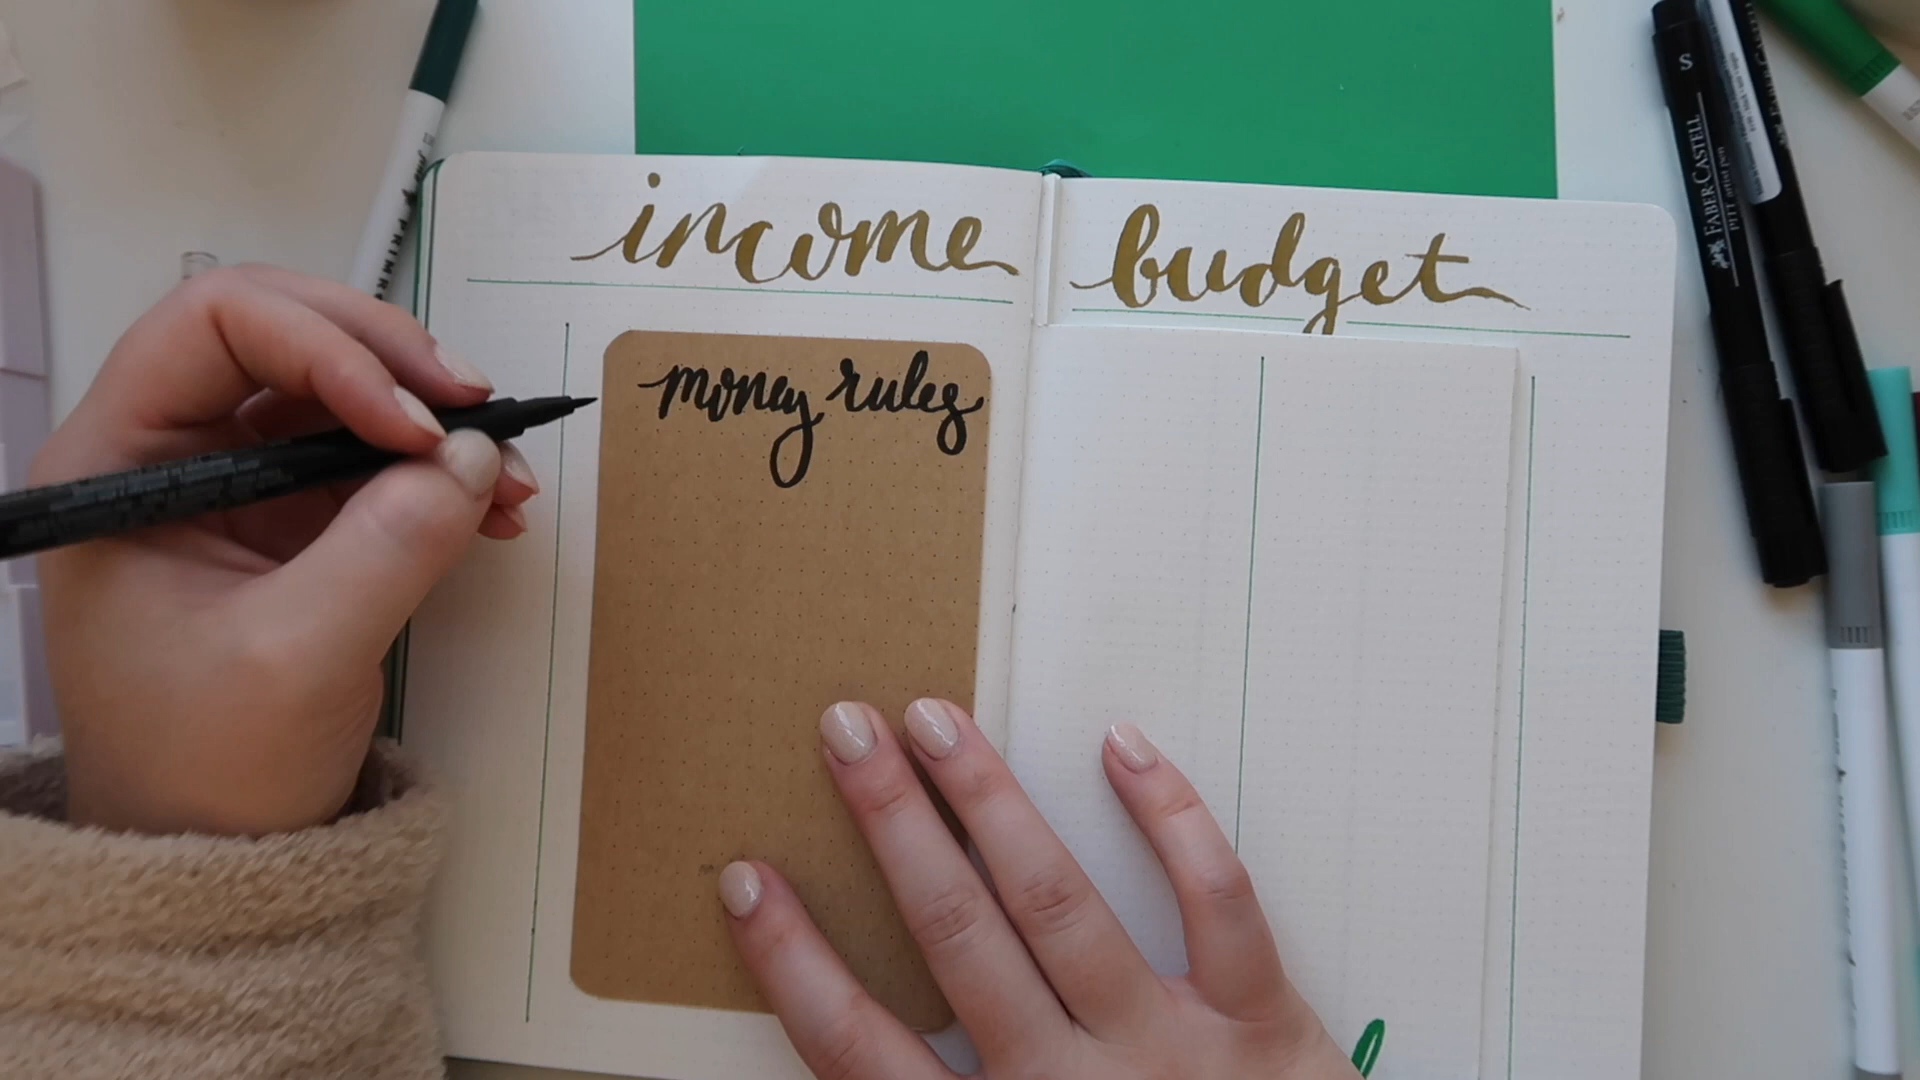 income
budget
money rules
S
FABER CASTELL
PITT artist pen